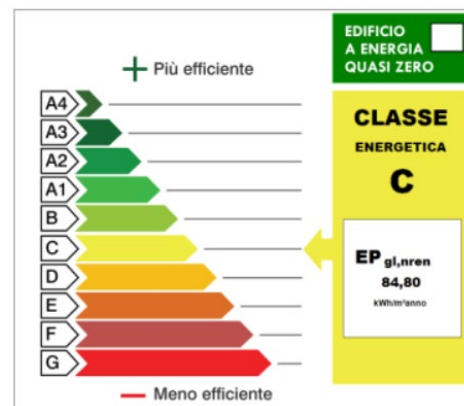 EDIFICIO
A ENERGIA
QUASI ZERO
+ Più efficiente
A4
A3
A2
A1
B
C
D
E
F
G
— Meno efficiente
CLASSE
ENERGETICA
C
EP gl,nren
84,80
kWh/m²anno